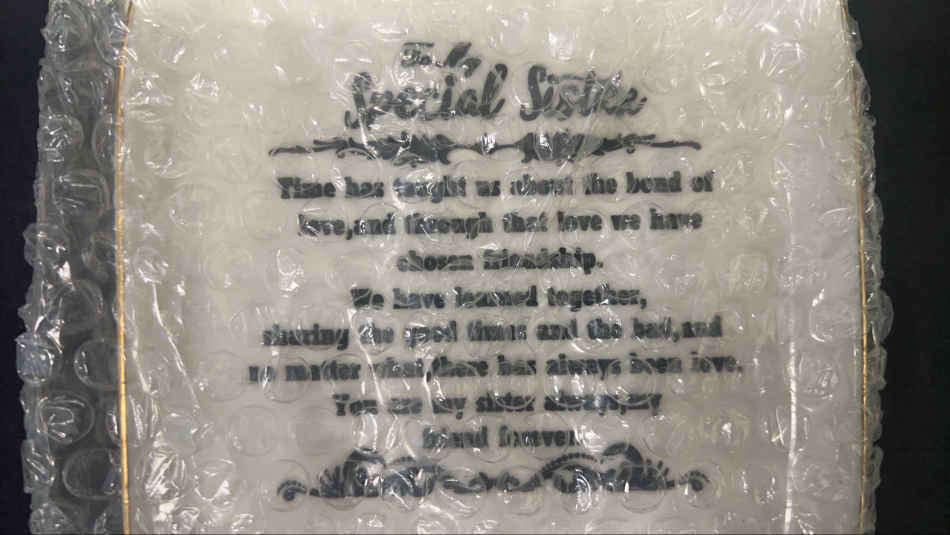 To My
Special Sister
Time has taught us about the bond of
love,and through that love we have
chosen friendship.
We have learned together,
sharing the good times and the bad,and
no matter what there has always been love.
You are my sister always,my
friend forever.